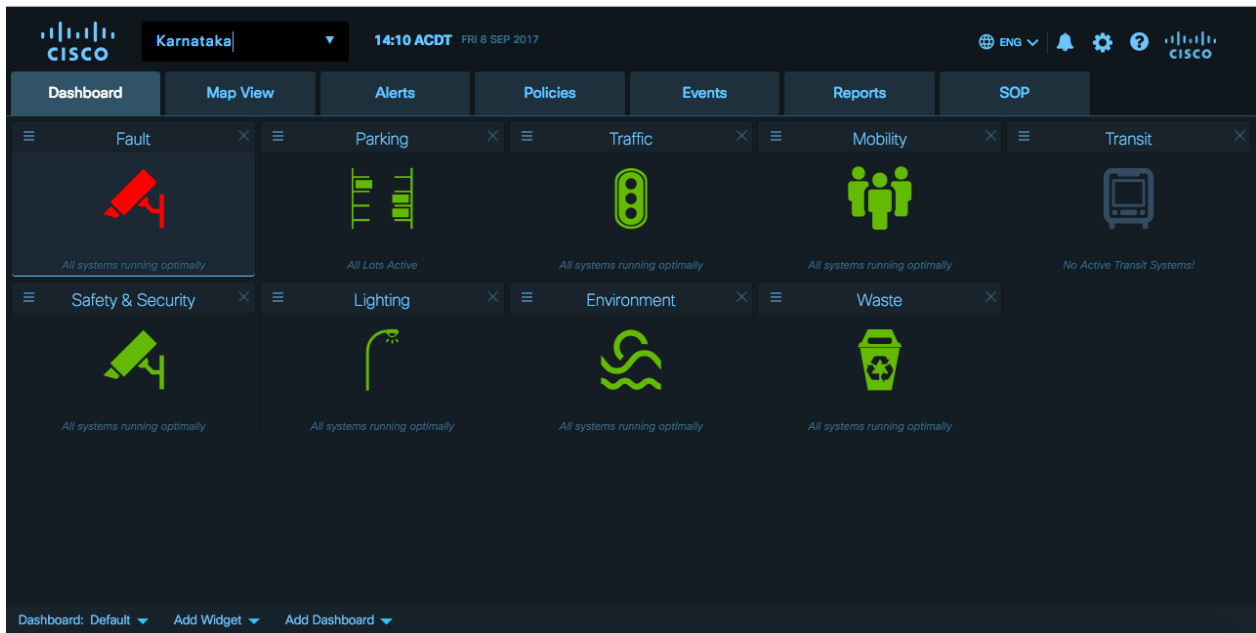 CISCO
Karnataka
14:10 ACDT FRI 8 SEP 2017
ENG
CISCO
Dashboard Map View Alerts Policies Events Reports SOP
Fault Parking Traffic Mobility Transit
All systems running optimally All Lots Active All systems running optimally All systems running optimally No Active Transit Systems!
Safety & Security Lighting Environment Waste
All systems running optimally All systems running optimally All systems running optimally All systems running optimally
Dashboard: Default Add Widget Add Dashboard